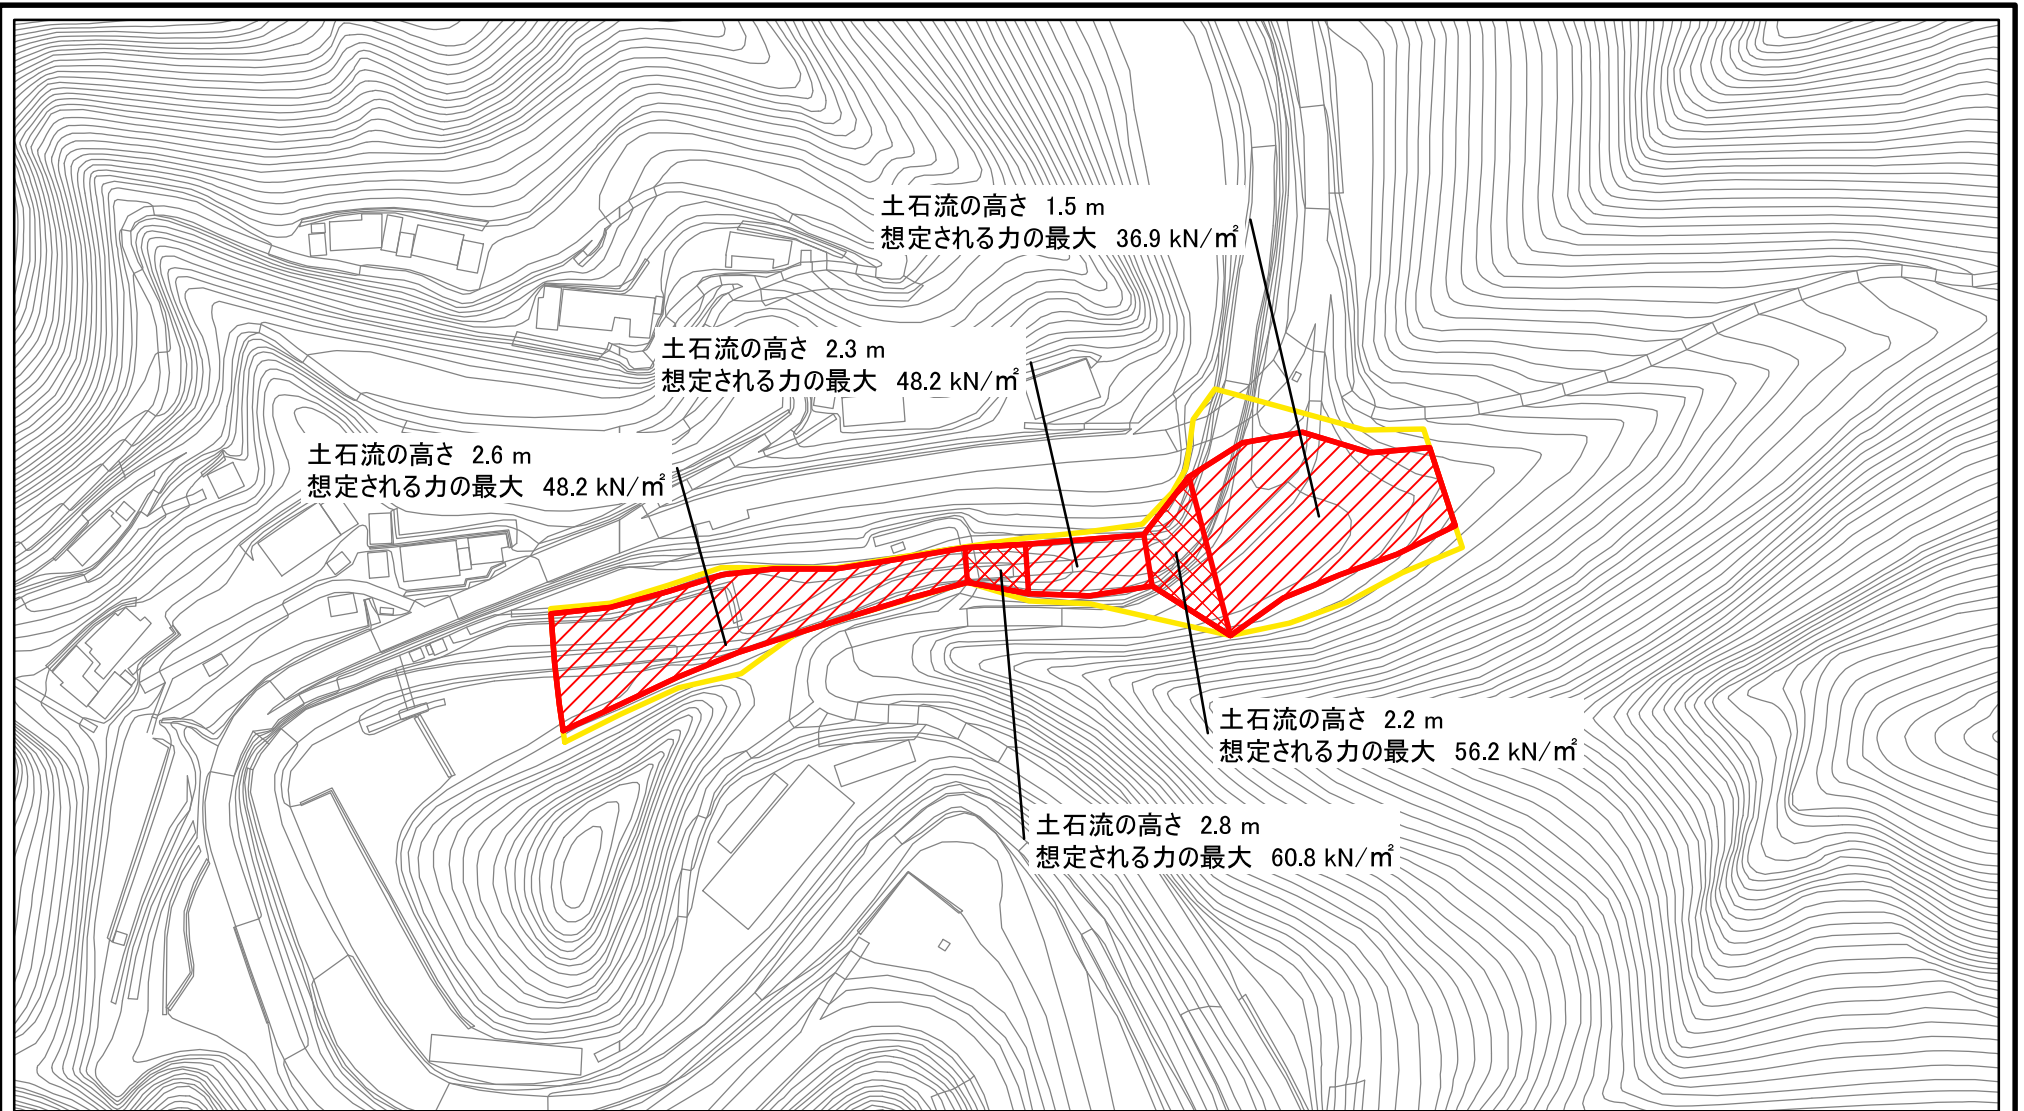 土石流の高さ 1.5 m
想定される力の最大 36.9 kN/㎡
土石流の高さ 2.3 m
想定される力の最大 48.2 kN/㎡
土石流の高さ 2.6 m
想定される力の最大 48.2 kN/㎡
土石流の高さ 2.2 m
想定される力の最大 56.2 kN/㎡
土石流の高さ 2.8 m
想定される力の最大 60.8 kN/㎡